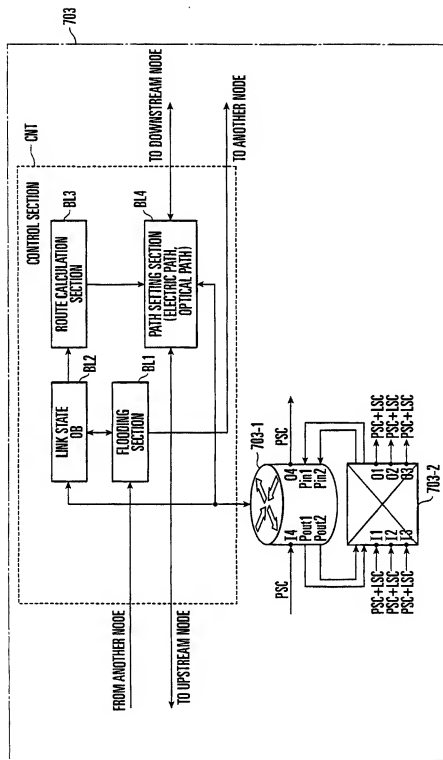 703
CNT
CONTROL SECTION
BL2
LINK STATE
DB
BL3
ROUTE CALCULATION
SECTION
BL1
FLOODING
SECTION
BL4
PATH SETTING SECTION
(ELECTRIC PATH,
OPTICAL PATH)
FROM ANOTHER NODE
TO UPSTREAM NODE
TO DOWNSTREAM NODE
TO ANOTHER NODE
703-1
PSC
I4
O4
PSC
Pout1
Pout2
Pin1
Pin2
PSC+LSC
I1
O1
PSC+LSC
PSC+LSC
I2
O2
PSC+LSC
PSC+LSC
I3
O3
PSC+LSC
703-2